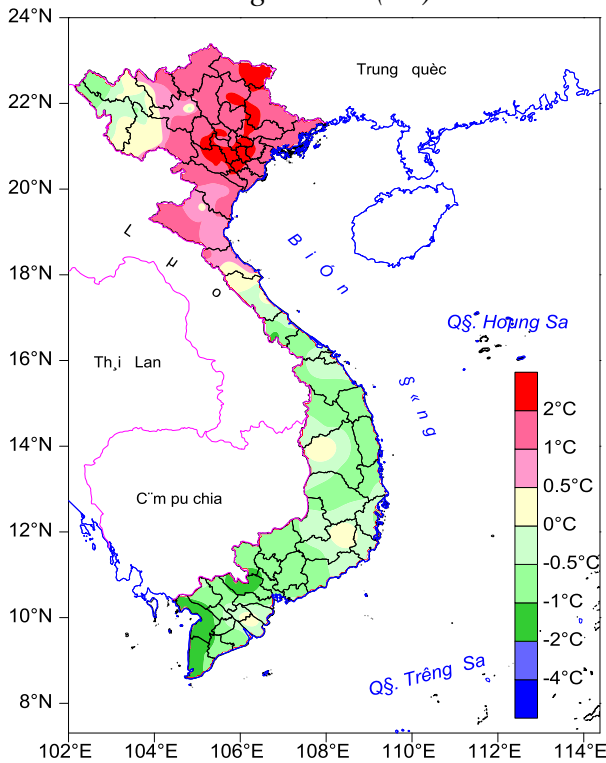 24°N
Trung quèc
22°N
20°N
L µ o
B i Ó n
18°N
Q§. Hoµng Sa
16°N
Th¸i Lan
§ « n g
2°C
1°C
14°N
0.5°C
C¨m pu chia
0°C
12°N
-0.5°C
-1°C
10°N
-2°C
Q§. Tr­êng Sa
-4°C
8°N
102°E 104°E 106°E 108°E 110°E 112°E 114°E